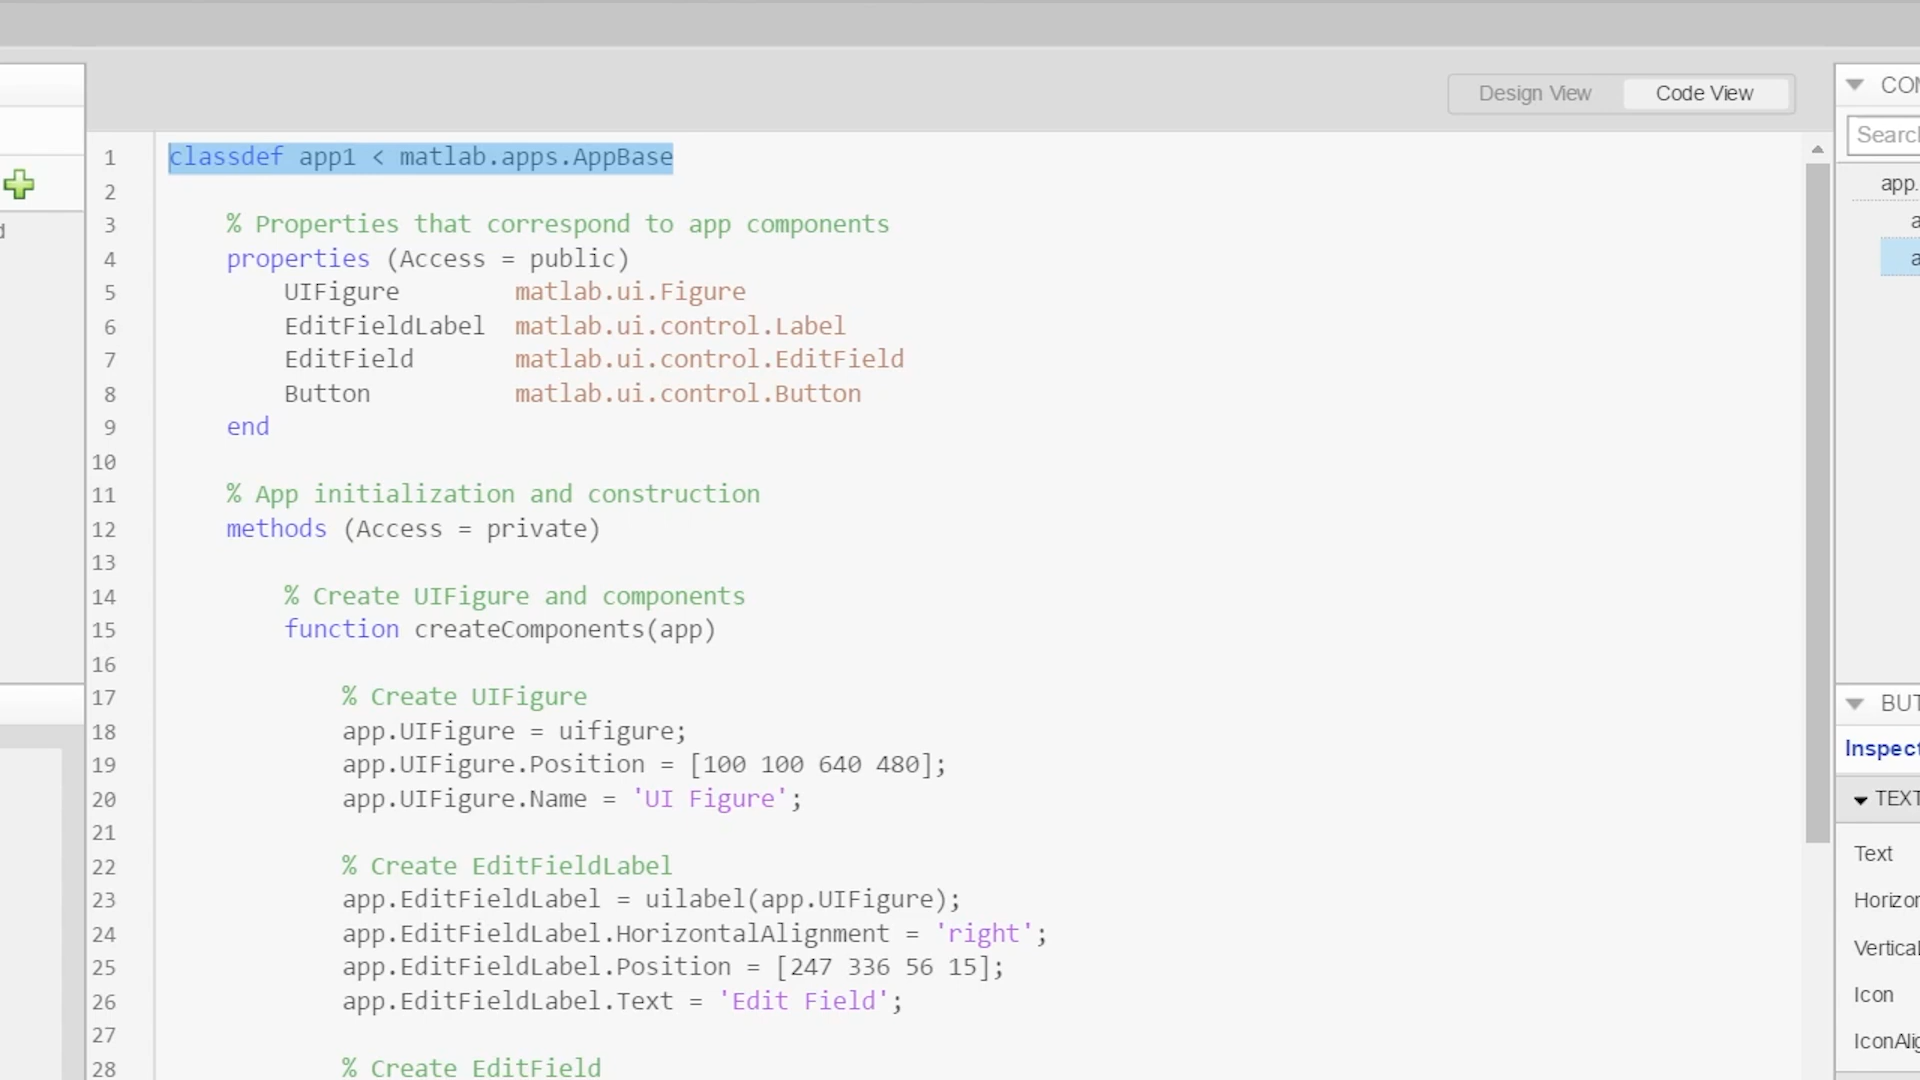 Design View
Code View
1 classdef app1 < matlab.apps.AppBase
2
3 % Properties that correspond to app components
4 properties (Access = public)
5 UIFigure matlab.ui.Figure
6 EditFieldLabel matlab.ui.control.Label
7 EditField matlab.ui.control.EditField
8 Button matlab.ui.control.Button
9 end
10
11 % App initialization and construction
12 methods (Access = private)
13
14 % Create UIFigure and components
15 function createComponents(app)
16
17 % Create UIFigure
18 app.UIFigure = uifigure;
19 app.UIFigure.Position = [100 100 640 480];
20 app.UIFigure.Name = 'UI Figure';
21
22 % Create EditFieldLabel
23 app.EditFieldLabel = uilabel(app.UIFigure);
24 app.EditFieldLabel.HorizontalAlignment = 'right';
25 app.EditFieldLabel.Position = [247 336 56 15];
26 app.EditFieldLabel.Text = 'Edit Field';
27
28 % Create EditField
app.
Text
Icon